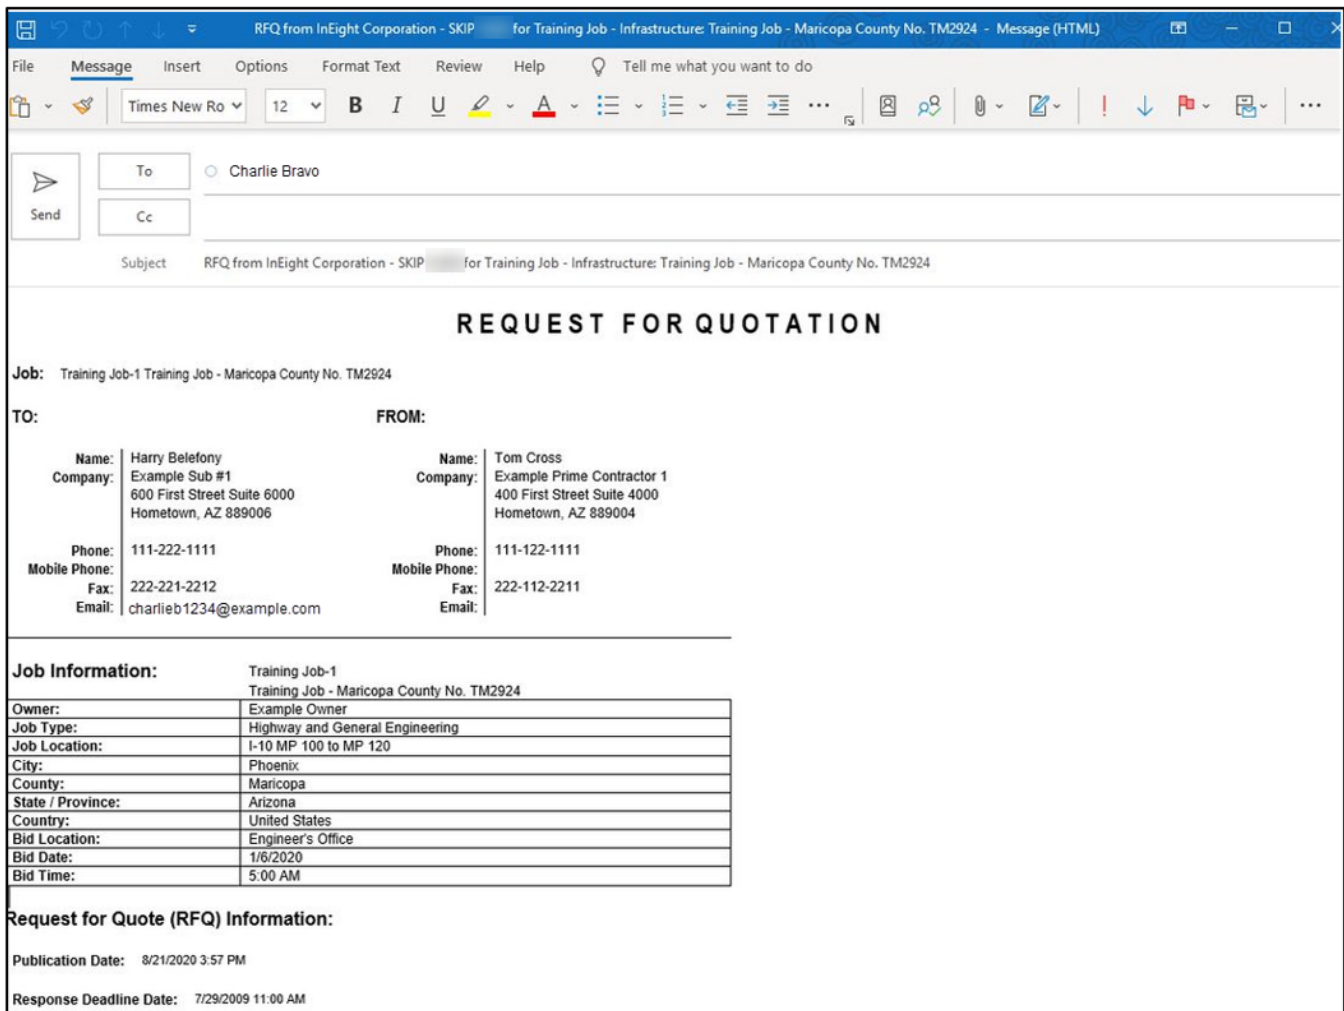 RFQ from InEight Corporation - SKIP for Training Job - Infrastructure: Training Job - Maricopa County No. TM2924 - Message (HTML)
File Message Insert Options Format Text Review Help Tell me what you want to do
Times New Ro 12 B I U A
To Charlie Bravo
Send
Cc
Subject RFQ from InEight Corporation - SKIP for Training Job - Infrastructure: Training Job - Maricopa County No. TM2924
REQUEST FOR QUOTATION
Job: Training Job-1 Training Job - Maricopa County No. TM2924
TO: FROM:
Name: Harry Belefony Name: Tom Cross
Company: Example Sub #1 Company: Example Prime Contractor 1
600 First Street Suite 6000 400 First Street Suite 4000
Hometown, AZ 889006 Hometown, AZ 889004
Phone: 111-222-1111 Phone: 111-122-1111
Mobile Phone: Mobile Phone:
Fax: 222-221-2212 Fax: 222-112-2211
Email: charlieb1234@example.com Email:
Job Information: Training Job-1
Training Job - Maricopa County No. TM2924
Owner: Example Owner
Job Type: Highway and General Engineering
Job Location: I-10 MP 100 to MP 120
City: Phoenix
County: Maricopa
State / Province: Arizona
Country: United States
Bid Location: Engineer's Office
Bid Date: 1/6/2020
Bid Time: 5:00 AM
Request for Quote (RFQ) Information:
Publication Date: 8/21/2020 3:57 PM
Response Deadline Date: 7/29/2009 11:00 AM